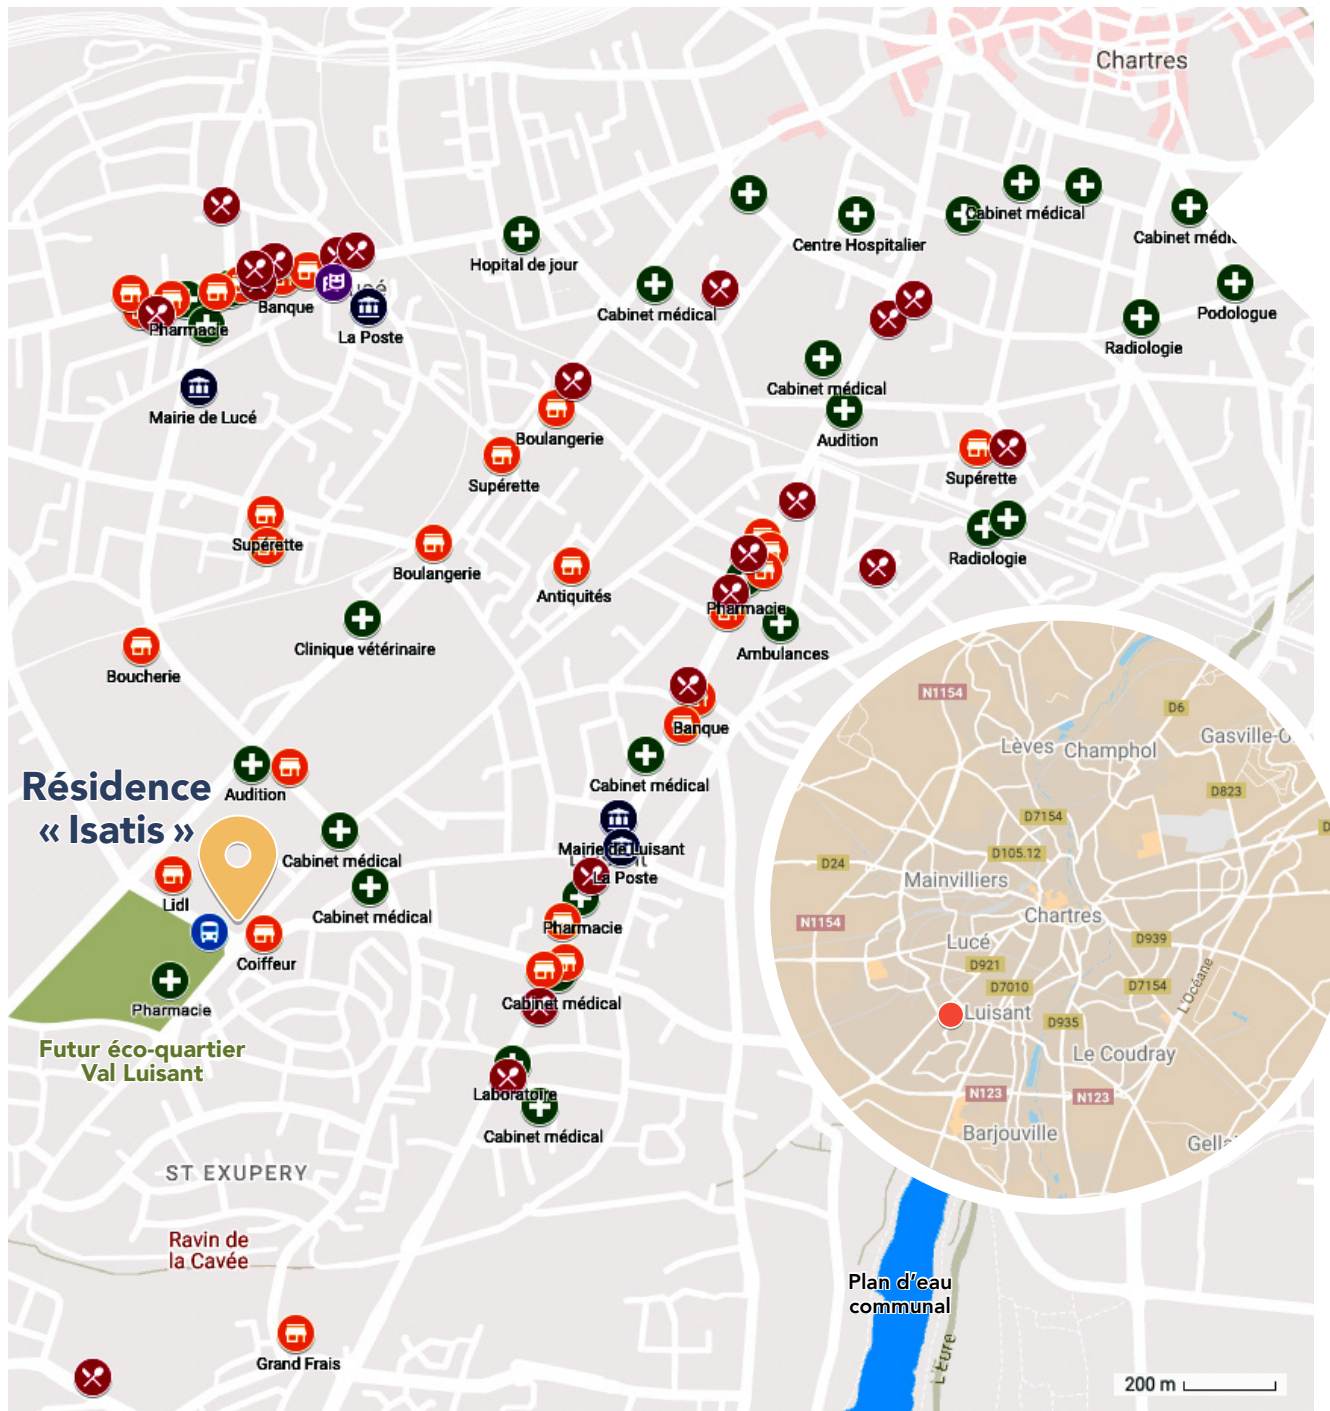 Chartres
Cabinet médical
Centre Hospitalier
Cabinet
Hopital de jour
Cabinet médical
Podologue
Banque
La Poste
Pharmacie
Radiologie
Cabinet médical
Mairie de Lucé
Boulangerie
Audition
Supérette
Supérette
Supérette
Boulangerie
Radiologie
Antiquités
Pharmacie
Clinique vétérinaire
Ambulances
Boucherie
Banque
Cabinet médical
Résidence
« Isatis »
Audition
Cabinet médical
Mairie de Luisant
La Poste
Lidl
Cabinet médical
Pharmacie
Coiffeur
Pharmacie
Cabinet médical
Futur éco-quartier
Val Luisant
Laboratoire
Cabinet médical
ST EXUPERY
Ravin de
la Cavée
Grand Frais
N1154
D6
Lèves
Champhol
Gasville-O
D823
D7154
D105.12
D24
Mainvilliers
Chartres
N1154
Lucé
D939
D921
D7010
D7154
L'Océane
Luisant
D935
Le Coudray
N123
N123
Barjouville
Gella
Plan d'eau
communal
L'Eure
200 m